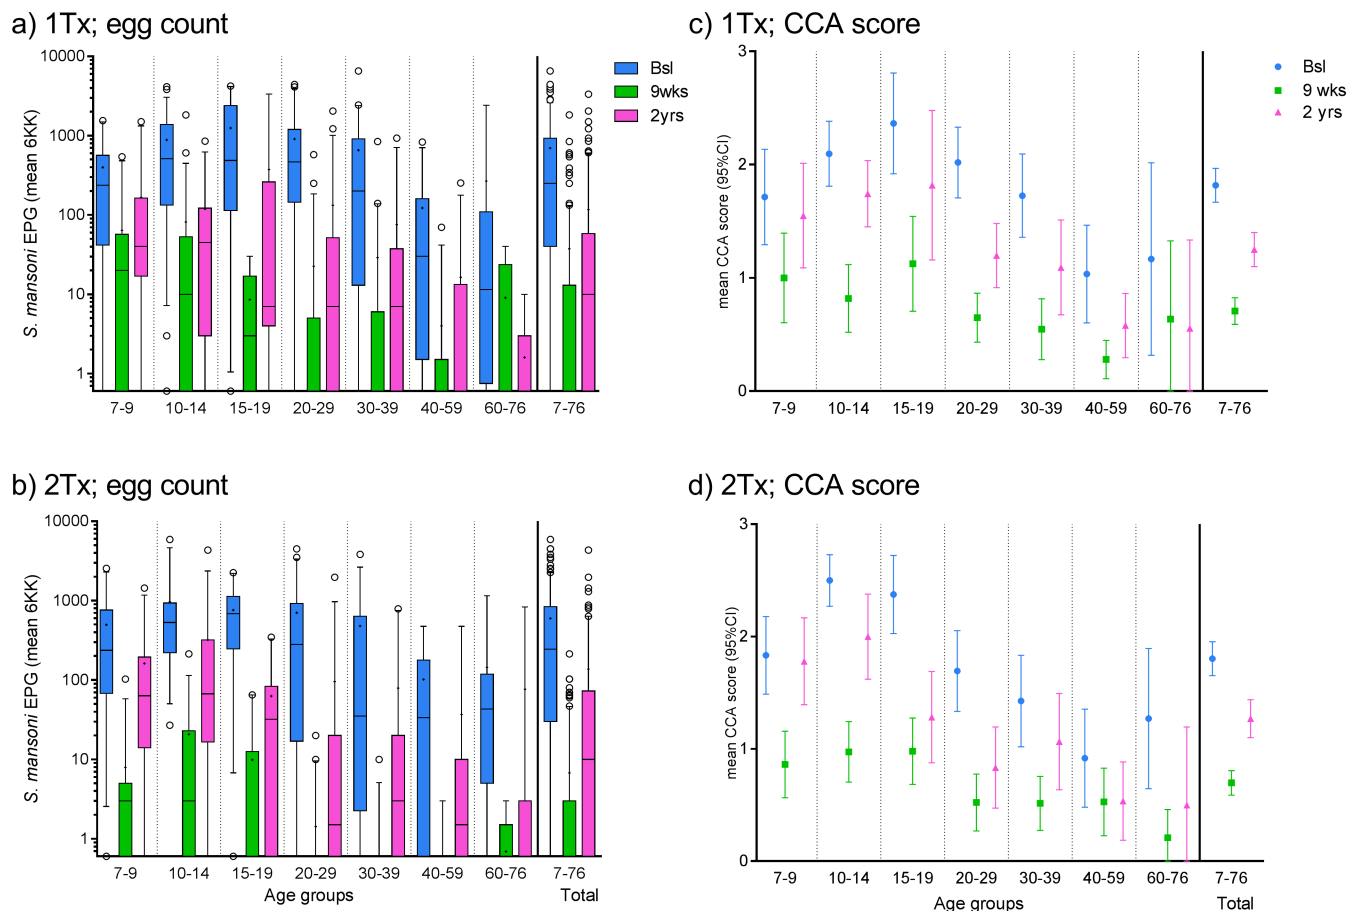 a) 1Tx; egg count
10000
1000
100
10
1
S. mansoni EPG (mean 6KK)
7-9 10-14 15-19 20-29 30-39 40-59 60-76 7-76
Bsl
9wks
2yrs
c) 1Tx; CCA score
3
2
1
0
mean CCA score (95%CI)
7-9 10-14 15-19 20-29 30-39 40-59 60-76 7-76
Bsl
9 wks
2 yrs
b) 2Tx; egg count
10000
1000
100
10
1
S. mansoni EPG (mean 6KK)
7-9 10-14 15-19 20-29 30-39 40-59 60-76 7-76
Age groups Total
d) 2Tx; CCA score
3
2
1
0
mean CCA score (95%CI)
7-9 10-14 15-19 20-29 30-39 40-59 60-76 7-76
Age groups Total